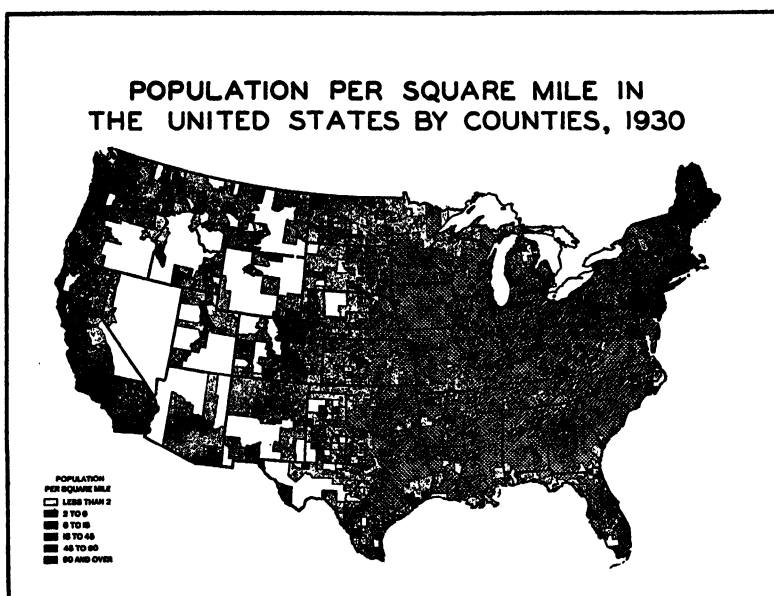 POPULATION PER SQUARE MILE IN
THE UNITED STATES BY COUNTIES, 1930
POPULATION
PER SQUARE MILE
LESS THAN 2
2 TO 6
6 TO 15
15 TO 45
45 TO 90
90 AND OVER